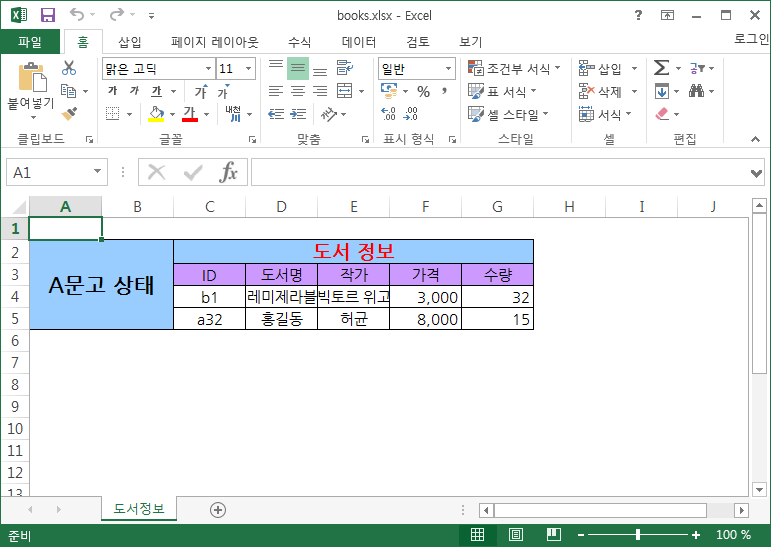 books.xlsx - Excel
파일 홈 삽입 페이지 레이아웃 수식 데이터 검토 보기 로그인
맑은 고딕 11 일반 조건부 서식 삽입
붙여넣기 가 가 가 가 가 내천 % , 표 서식 삭제
셀 스타일 서식
클립보드 글꼴 맞춤 표시 형식 스타일 셀 편집
A1 fx
A B C D E F G H I J
1
2 도서 정보
A문고 상태
3 ID 도서명 작가 가격 수량
4 b1 레미제라블 빅토르 위고 3,000 32
5 a32 홍길동 허균 8,000 15
6
7
8
9
10
11
12
13
도서정보
준비 100 %